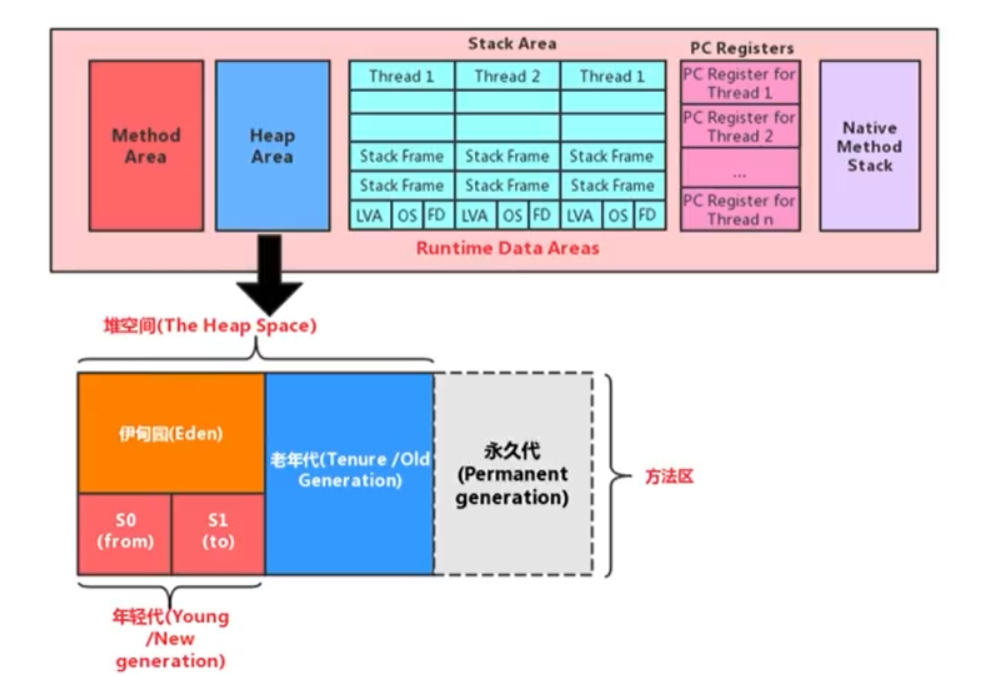 Stack Area
PC Registers
Method
Area
Heap
Area
Thread 1
Thread 2
Thread 1
Stack Frame
Stack Frame
Stack Frame
Stack Frame
Stack Frame
Stack Frame
LVA
OS
FD
LVA
OS
FD
LVA
OS
FD
PC Register for
Thread 1
PC Register for
Thread 2
...
PC Register for
Thread n
Native
Method
Stack
Runtime Data Areas
堆空间(The Heap Space)
伊甸园(Eden)
S0
(from)
S1
(to)
老年代(Tenure /Old
Generation)
永久代
(Permanent
generation)
方法区
年轻代(Young
/New
generation)